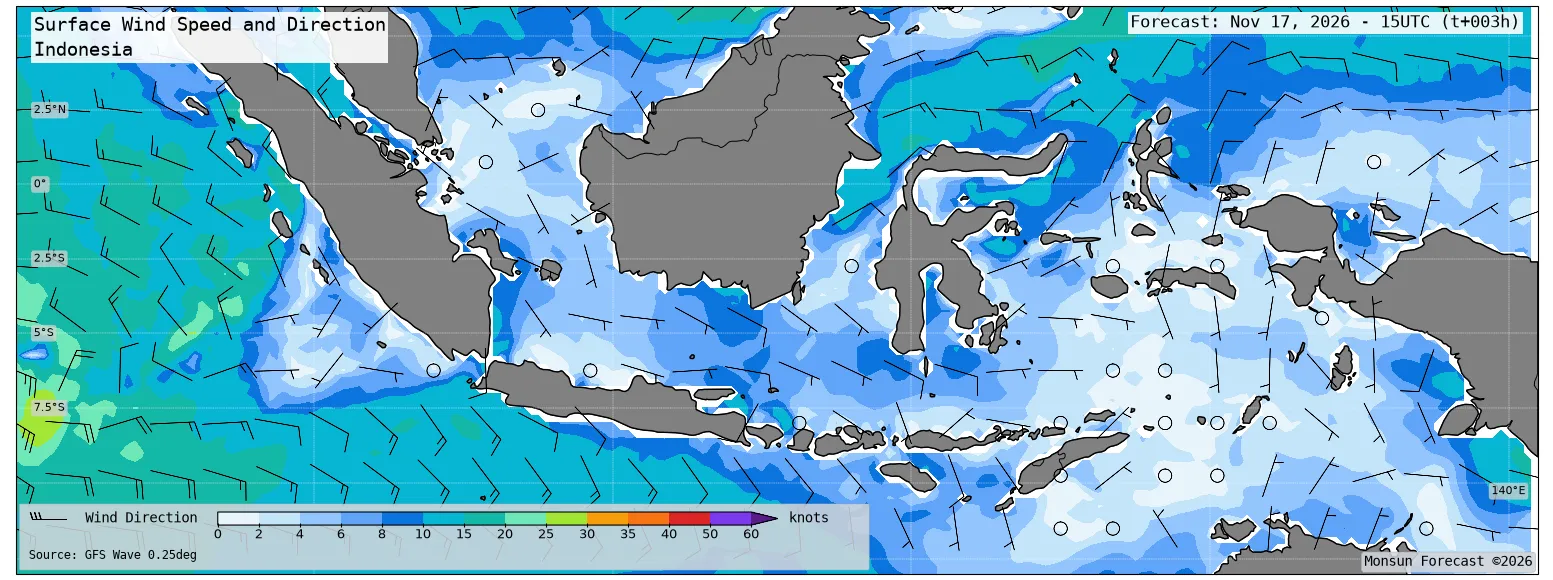 Surface Wind Speed and Direction
Indonesia
Forecast: Nov 17, 2026 - 15UTC (t+003h)
2.5°N
0°
2.5°S
5°S
7.5°S
140°E
Wind Direction
knots
0 2 4 6 8 10 15 20 25 30 35 40 50 60
Source: GFS Wave 0.25deg
Monsun Forecast ©2026